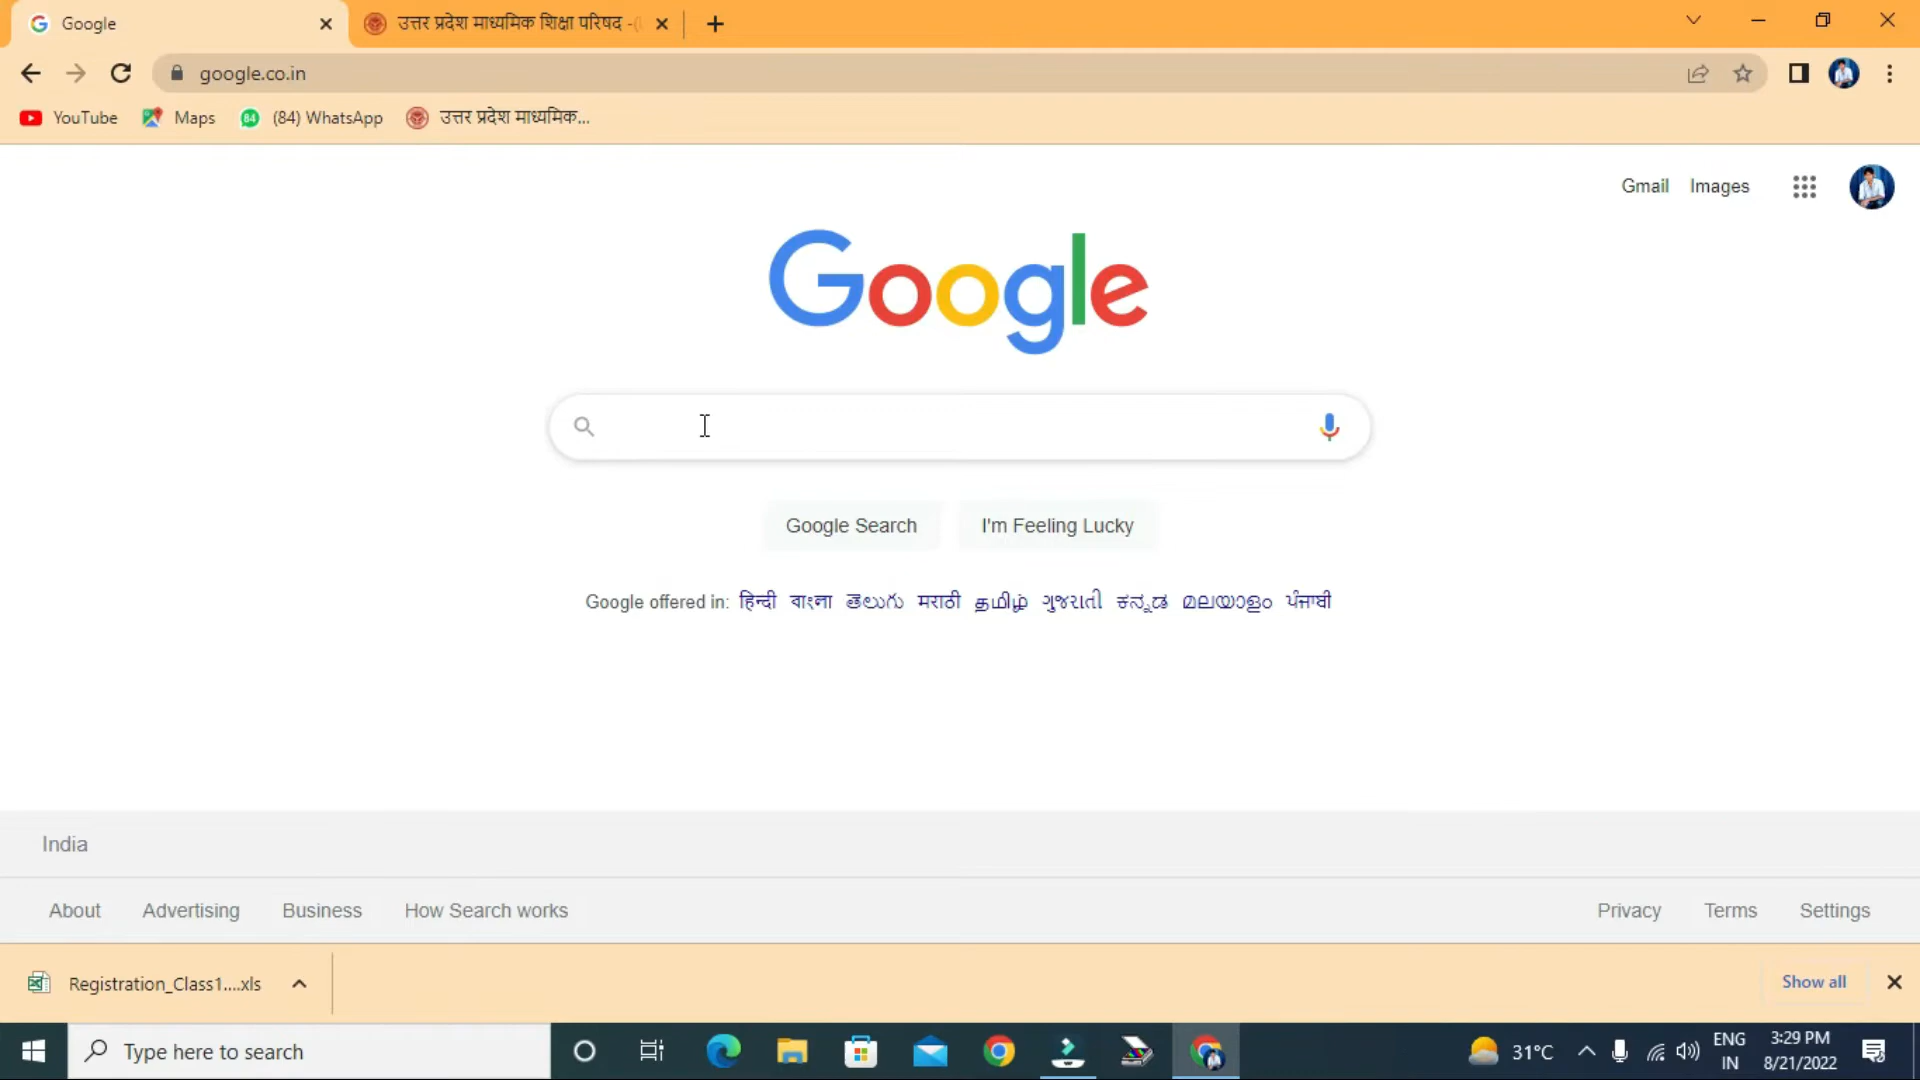 Google
उत्तर प्रदेश माध्यमिक शिक्षा परिषद -(
google.co.in
YouTube Maps (84) WhatsApp उत्तर प्रदेश माध्यमिक...
Gmail Images
Google
Google Search I'm Feeling Lucky
Google offered in: हिन्दी বাংলা తెలుగు मराठी தமிழ் ગુજરાતી ಕನ್ನಡ മലയാളം ਪੰਜਾਬੀ
India
About Advertising Business How Search works Privacy Terms Settings
Registration_Class1....xls Show all
Type here to search 31°C ENG 3:29 PM
IN 8/21/2022